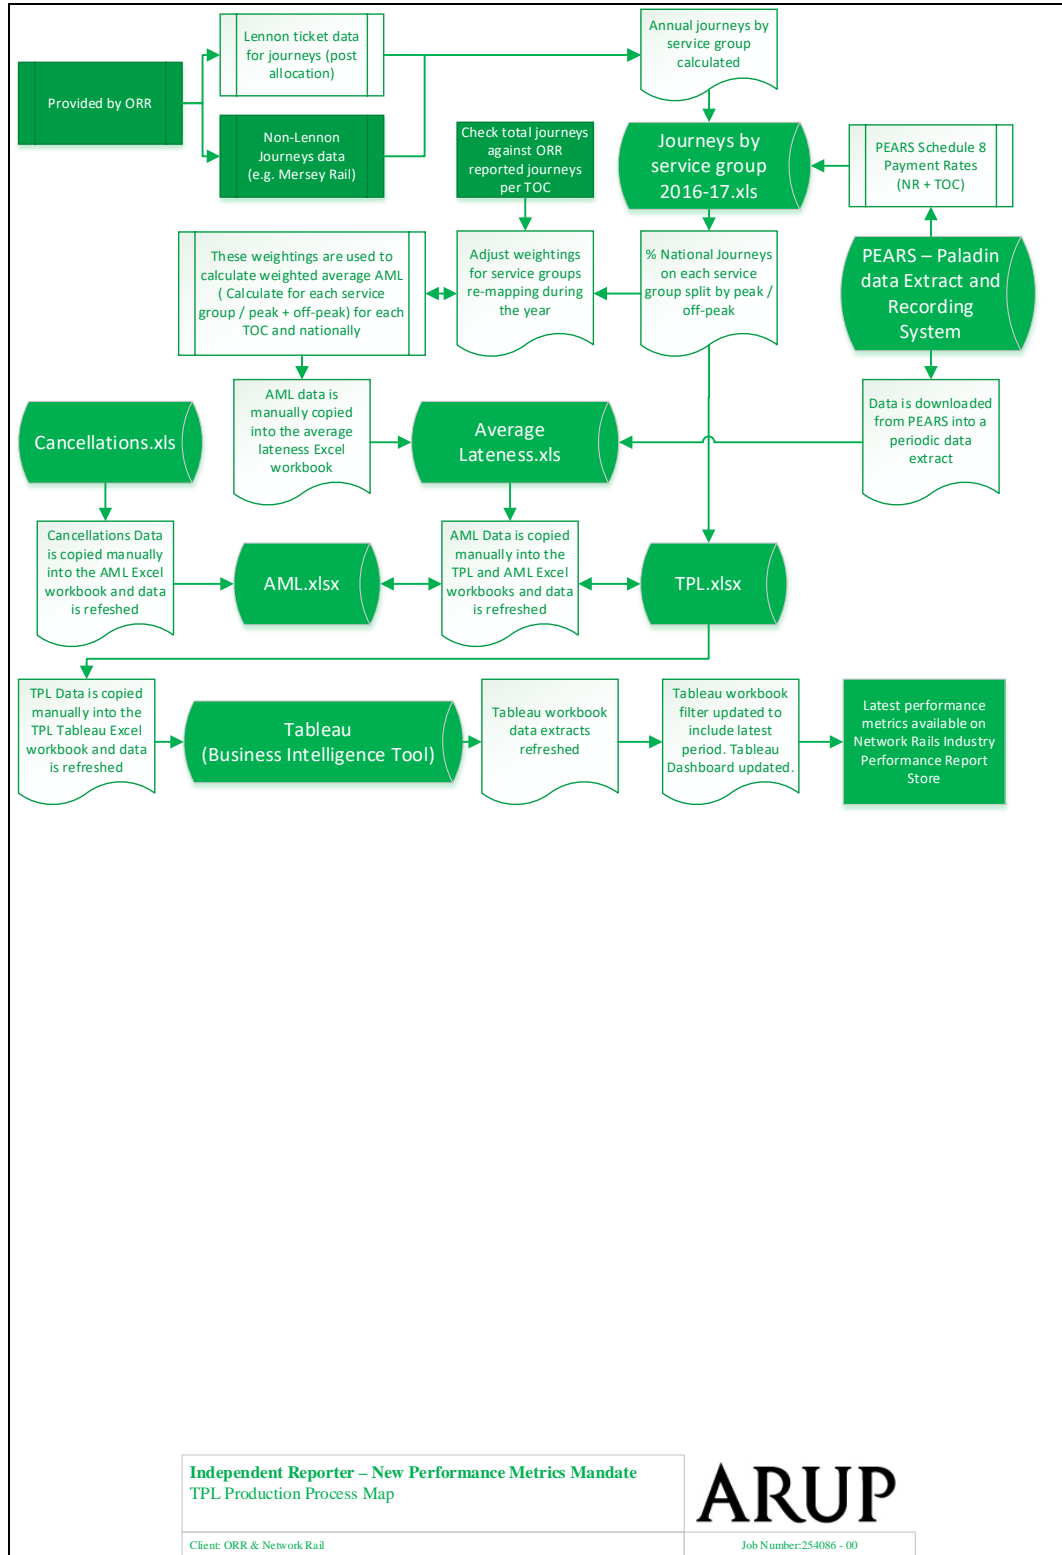 Provided by ORR
Lennon ticket data
for journeys (post
allocation)
Non-Lennon
Journeys data
(e.g. Mersey Rail)
Annual journeys by
service group
calculated
Check total journeys
against ORR
reported journeys
per TOC
Journeys by
service group
2016-17.xls
PEARS Schedule 8
Payment Rates
(NR + TOC)
These weightings are used to
calculate weighted average AML
( Calculate for each service
group / peak + off-peak) for each
TOC and nationally
Adjust weightings
for service groups
re-mapping during
the year
% National Journeys
on each service
group split by peak /
off-peak
PEARS – Paladin
data Extract and
Recording
System
Cancellations.xls
AML data is
manually copied
into the average
lateness Excel
workbook
Average
Lateness.xls
Data is downloaded
from PEARS into a
periodic data
extract
Cancellations Data
is copied manually
into the AML Excel
workbook and data
is refeshed
AML.xlsx
AML Data is copied
manually into the
TPL and AML Excel
workbooks and data
is refreshed
TPL.xlsx
TPL Data is copied
manually into the
TPL Tableau Excel
workbook and data
is refreshed
Tableau
(Business Intelligence Tool)
Tableau workbook
data extracts
refreshed
Tableau workbook
filter updated to
include latest
period. Tableau
Dashboard updated.
Latest performance
metrics available on
Network Rails Industry
Performance Report
Store
Independent Reporter – New Performance Metrics Mandate
TPL Production Process Map
ARUP
Client: ORR & Network Rail
Job Number:254086 - 00